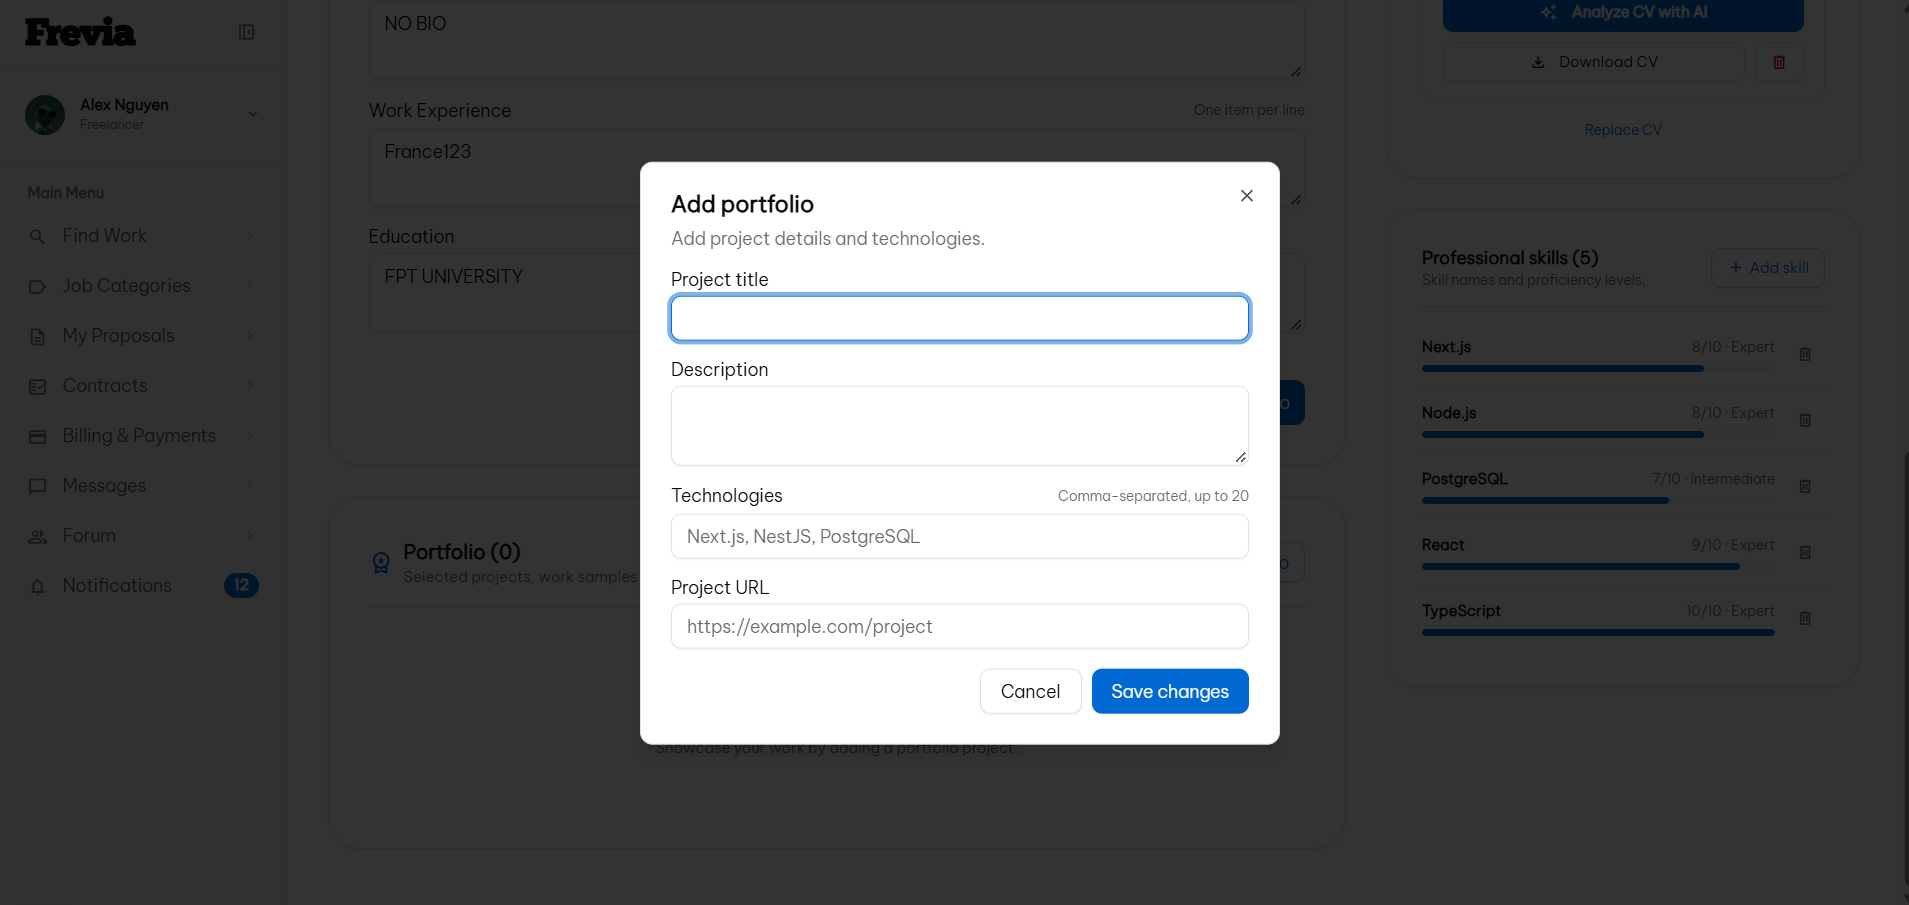 Frevia
Alex Nguyen
Freelancer
Main Menu
Find Work
Job Categories
My Proposals
Contracts
Billing & Payments
Messages
Forum
Notifications
12
NO BIO
Work Experience
One item per line
France123
Education
FPT UNIVERSITY
Portfolio (0)
Selected projects, work samples
Showcase your work by adding a portfolio project.
Add portfolio
Add project details and technologies.
Project title
Description
Technologies
Comma-separated, up to 20
Next.js, NestJS, PostgreSQL
Project URL
https://example.com/project
Cancel
Save changes
Analyze CV with AI
Download CV
Replace CV
Professional skills (5)
Skill names and proficiency levels.
+ Add skill
Next.js
8/10 · Expert
Node.js
8/10 · Expert
PostgreSQL
7/10 · Intermediate
React
9/10 · Expert
TypeScript
10/10 · Expert